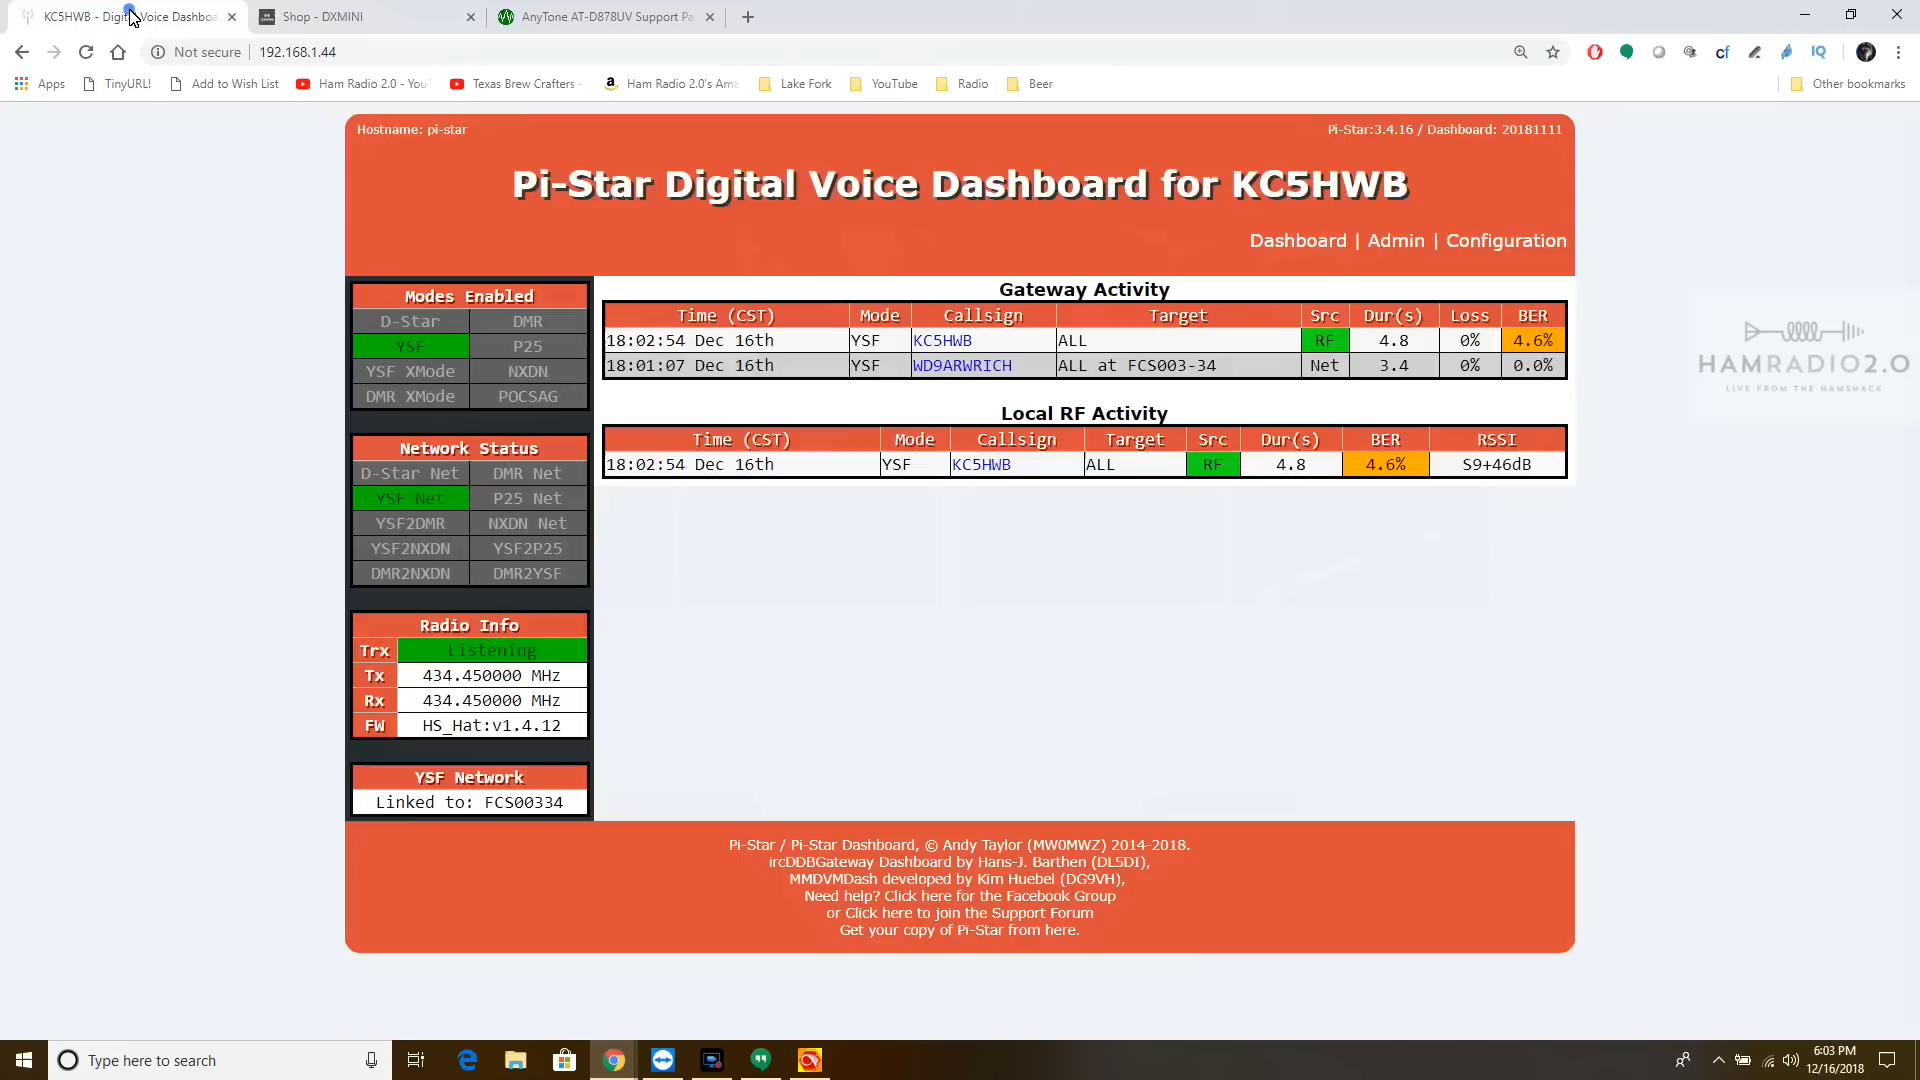 KC5HWB - Digit Voice Dashboa
Shop - DXMINI
AnyTone AT-D878UV Support Pa
Not secure
192.168.1.44
Apps
TinyURL!
Add to Wish List
Ham Radio 2.0 - You
Texas Brew Crafters -
Ham Radio 2.0's Ama
Lake Fork
YouTube
Radio
Beer
Other bookmarks
Hostname: pi-star
Pi-Star:3.4.16 / Dashboard: 20181111
Pi-Star Digital Voice Dashboard for KC5HWB
Dashboard | Admin | Configuration
Modes Enabled
D-Star DMR
YSF P25
YSF XMode NXDN
DMR XMode POCSAG
Network Status
D-Star Net DMR Net
YSF Net P25 Net
YSF2DMR NXDN Net
YSF2NXDN YSF2P25
DMR2NXDN DMR2YSF
Radio Info
Trx Listening
Tx 434.450000 MHz
Rx 434.450000 MHz
FW HS_Hat:v1.4.12
YSF Network
Linked to: FCS00334
Gateway Activity
Time (CST) Mode Callsign Target Src Dur(s) Loss BER
18:02:54 Dec 16th YSF KC5HWB ALL RF 4.8 0% 4.6%
18:01:07 Dec 16th YSF WD9ARWRICH ALL at FCS003-34 Net 3.4 0% 0.0%
Local RF Activity
Time (CST) Mode Callsign Target Src Dur(s) BER RSSI
18:02:54 Dec 16th YSF KC5HWB ALL RF 4.8 4.6% S9+46dB
HAMRADIO2.0
LIVE FROM THE HAMSHACK
Pi-Star / Pi-Star Dashboard, © Andy Taylor (MW0MWZ) 2014-2018.
ircDDBGateway Dashboard by Hans-J. Barthen (DL5DI),
MMDVMDash developed by Kim Huebel (DG9VH),
Need help? Click here for the Facebook Group
or Click here to join the Support Forum
Get your copy of Pi-Star from here.
Type here to search
6:03 PM
12/16/2018